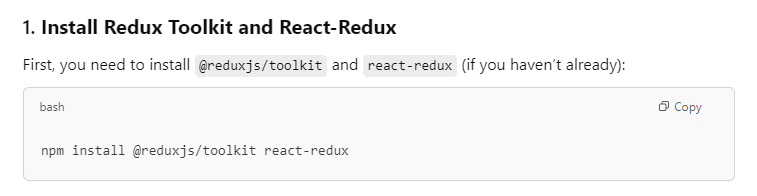 1. Install Redux Toolkit and React-Redux
First, you need to install @reduxjs/toolkit and react-redux (if you haven’t already):
bash
Copy
npm install @reduxjs/toolkit react-redux